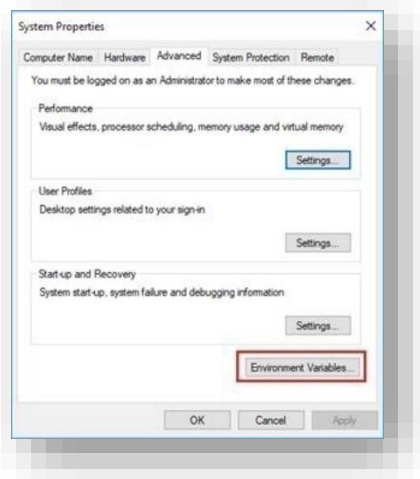 System Properties
Computer Name Hardware Advanced System Protection Remote
You must be logged on as an Administrator to make most of these changes.
Performance
Visual effects, processor scheduling, memory usage and virtual memory
Settings...
User Profiles
Desktop settings related to your sign-in
Settings...
Start-up and Recovery
System start-up, system failure and debugging information
Settings...
Environment Variables...
OK Cancel Apply